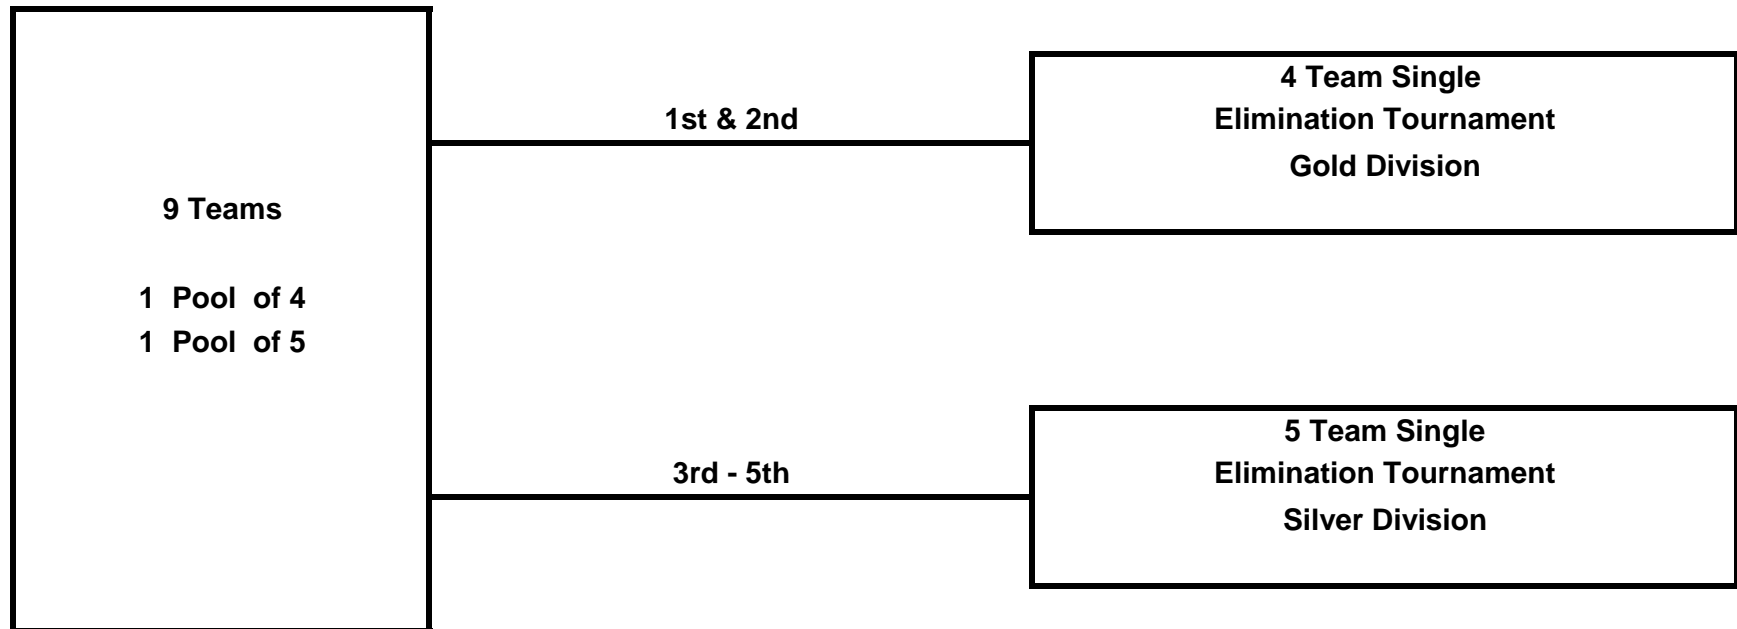 9 Teams
1 Pool of 4
1 Pool of 5
1st & 2nd
4 Team Single
Elimination Tournament
Gold Division
3rd - 5th
5 Team Single
Elimination Tournament
Silver Division